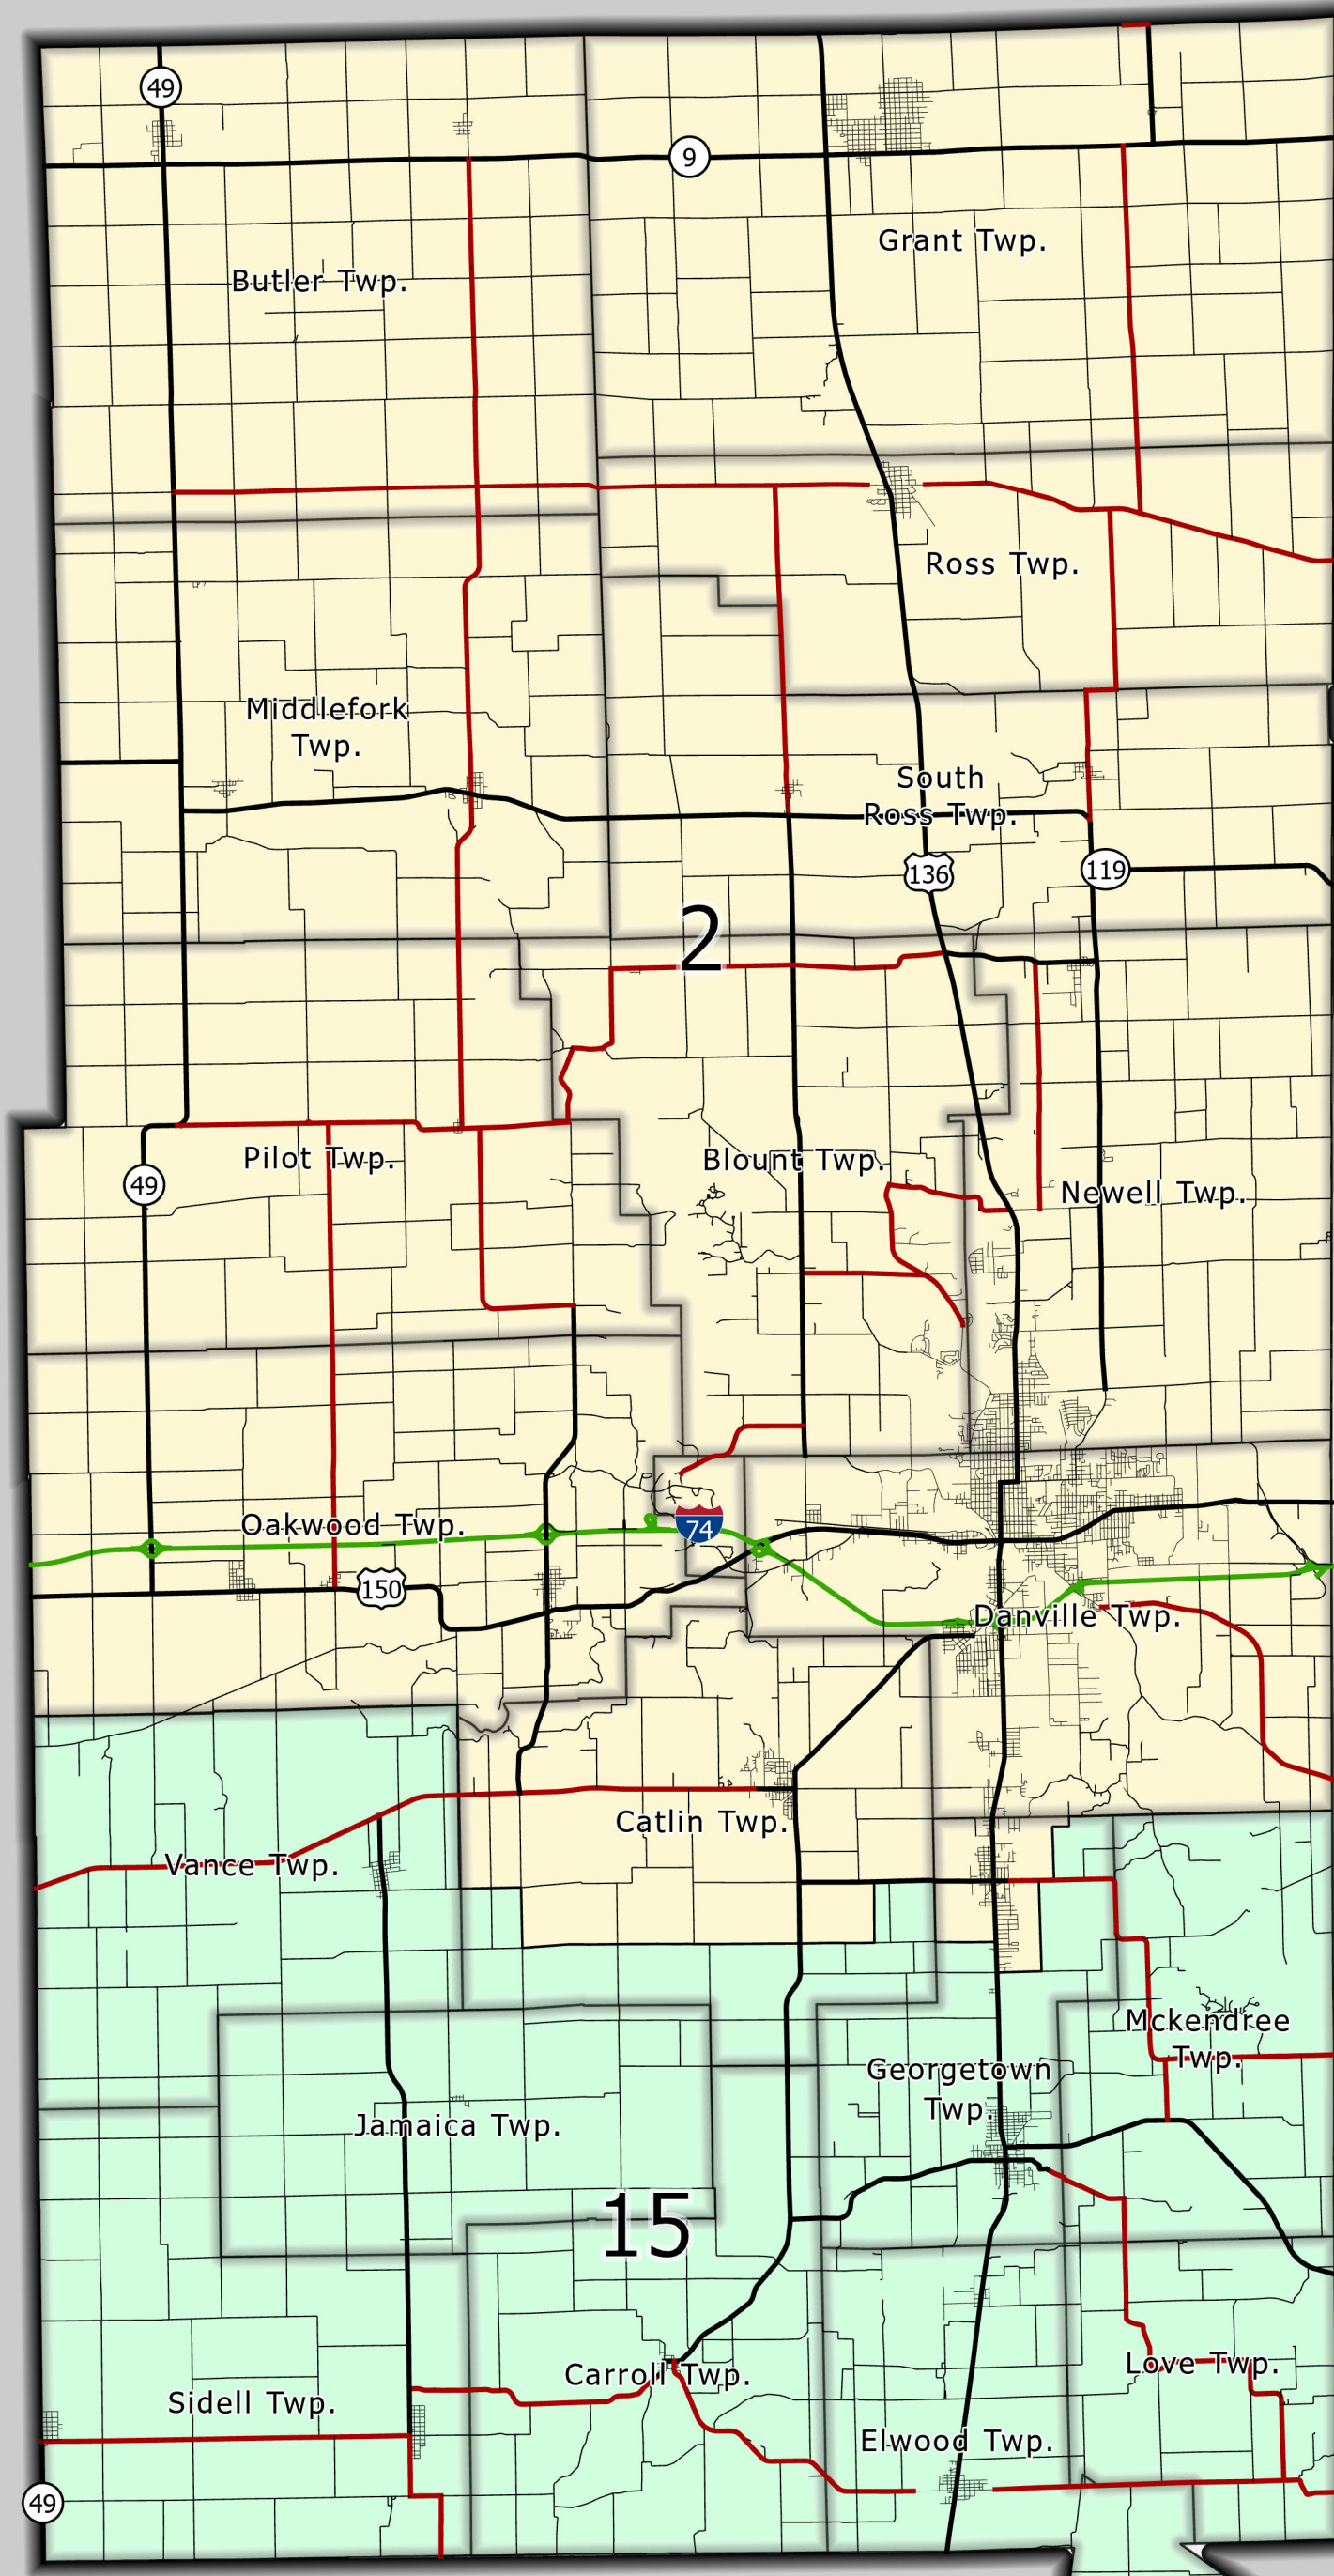 49
9
Grant Twp.
Butler Twp.
Ross Twp.
Middlefork
Twp.
South
Ross Twp.
136
119
2
Pilot Twp.
Blount Twp.
49
Newell Twp.
Oakwood Twp.
74
150
Danville Twp.
Catlin Twp.
Vance Twp.
Mckendree
Twp.
Georgetown
Twp.
Jamaica Twp.
15
Love Twp.
Carroll Twp.
Sidell Twp.
Elwood Twp.
49